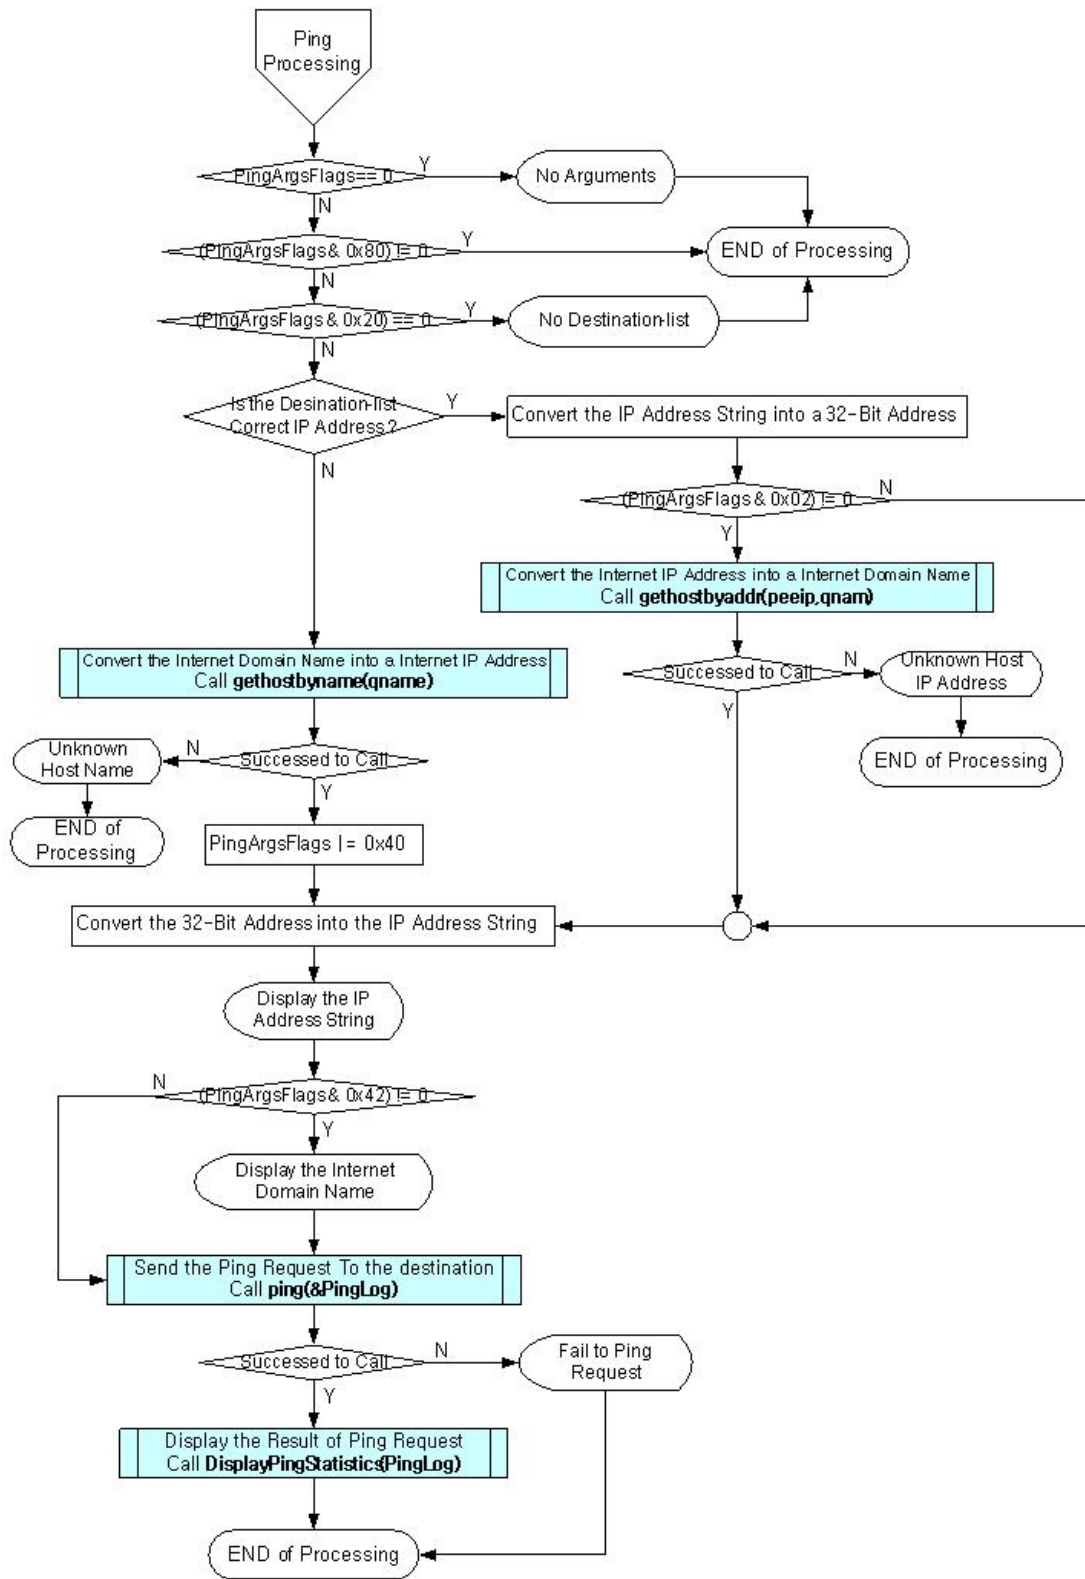 Ping
Processing
PingArgsFlags== 0
Y
No Arguments
N
(PingArgsFlags & 0x80) != 0
Y
END of Processing
N
(PingArgsFlags & 0x20) == 0
Y
No Destination-list
N
Is the Desination-list
Correct IP Address?
Y
Convert the IP Address String into a 32-Bit Address
N
(PingArgsFlags & 0x02) != 0
N
Y
Convert the Internet IP Address into a Internet Domain Name
Call gethostbyaddr(peeip,qnam)
Convert the Internet Domain Name into a Internet IP Address
Call gethostbyname(qname)
Successed to Call
N
Unknown Host
IP Address
Y
END of Processing
Unknown
Host Name
N
Successed to Call
Y
END of
Processing
PingArgsFlags |= 0x40
Convert the 32-Bit Address into the IP Address String
Display the IP
Address String
N
(PingArgsFlags & 0x42) != 0
Y
Display the Internet
Domain Name
Send the Ping Request To the destination
Call ping(&PingLog)
Successed to Call
N
Fail to Ping
Request
Y
Display the Result of Ping Request
Call DisplayPingStatistics(PingLog)
END of Processing